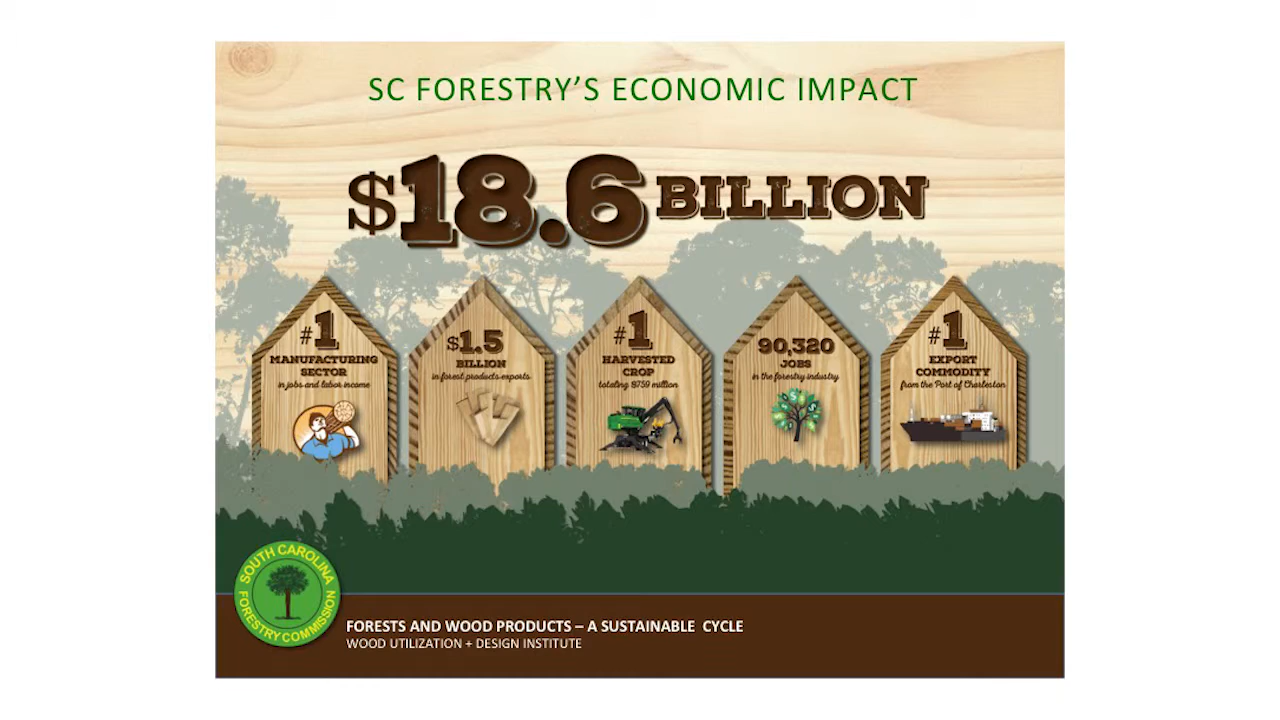 SC FORESTRY’S ECONOMIC IMPACT
$18.6 BILLION
#1
MANUFACTURING
SECTOR
in jobs and labor income
$1.5
BILLION
in forest products exports
#1
HARVESTED
CROP
totaling $759 million
90,320
JOBS
in the forestry industry
#1
EXPORT
COMMODITY
from the Port of Charleston
SOUTH CAROLINA
FORESTRY COMMISSION
FORESTS AND WOOD PRODUCTS – A SUSTAINABLE CYCLE
WOOD UTILIZATION + DESIGN INSTITUTE